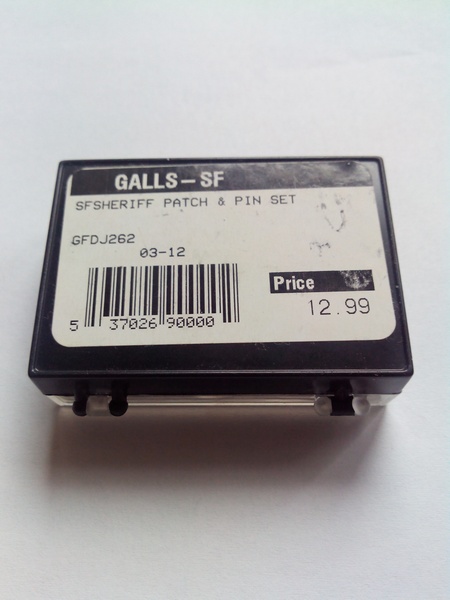 GALLS-SF
SFSHERIFF PATCH & PIN SET
GFDJ262
03-12
Price
12.99
5 37026 90000